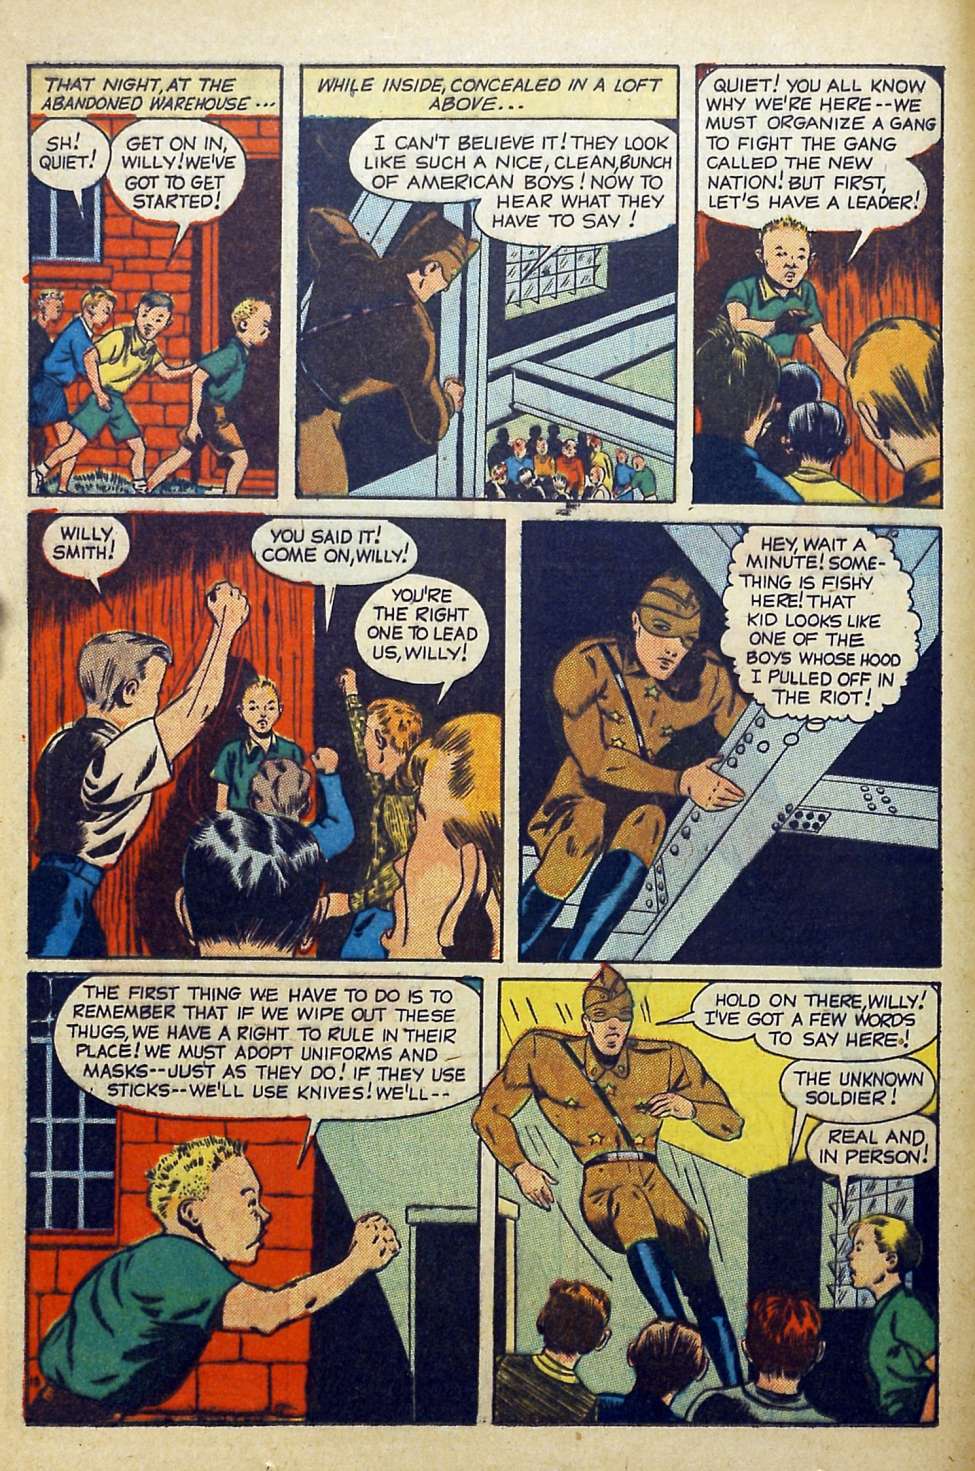 THAT NIGHT, AT THE
ABANDONED WAREHOUSE...
SH!
QUIET!
GET ON IN,
WILLY! WE'VE
GOT TO GET
STARTED!
WHILE INSIDE, CONCEALED IN A LOFT
ABOVE...
I CAN'T BELIEVE IT! THEY LOOK
LIKE SUCH A NICE, CLEAN, BUNCH
OF AMERICAN BOYS! NOW TO
HEAR WHAT THEY
HAVE TO SAY!
QUIET! YOU ALL KNOW
WHY WE'RE HERE--WE
MUST ORGANIZE A GANG
TO FIGHT THE GANG
CALLED THE NEW
NATION! BUT FIRST,
LET'S HAVE A LEADER!
WILLY
SMITH!
YOU SAID IT!
COME ON, WILLY!
YOU'RE
THE RIGHT
ONE TO LEAD
US, WILLY!
HEY, WAIT A
MINUTE! SOME-
THING IS FISHY
HERE! THAT
KID LOOKS LIKE
ONE OF THE
BOYS WHOSE HOOD
I PULLED OFF IN
THE RIOT!
THE FIRST THING WE HAVE TO DO IS TO
REMEMBER THAT IF WE WIPE OUT THESE
THUGS, WE HAVE A RIGHT TO RULE IN THEIR
PLACE! WE MUST ADOPT UNIFORMS AND
MASKS--JUST AS THEY DO! IF THEY USE
STICKS--WE'LL USE KNIVES! WE'LL--
HOLD ON THERE, WILLY!
I'VE GOT A FEW WORDS
TO SAY HERE!
THE UNKNOWN
SOLDIER!
REAL AND
IN PERSON!